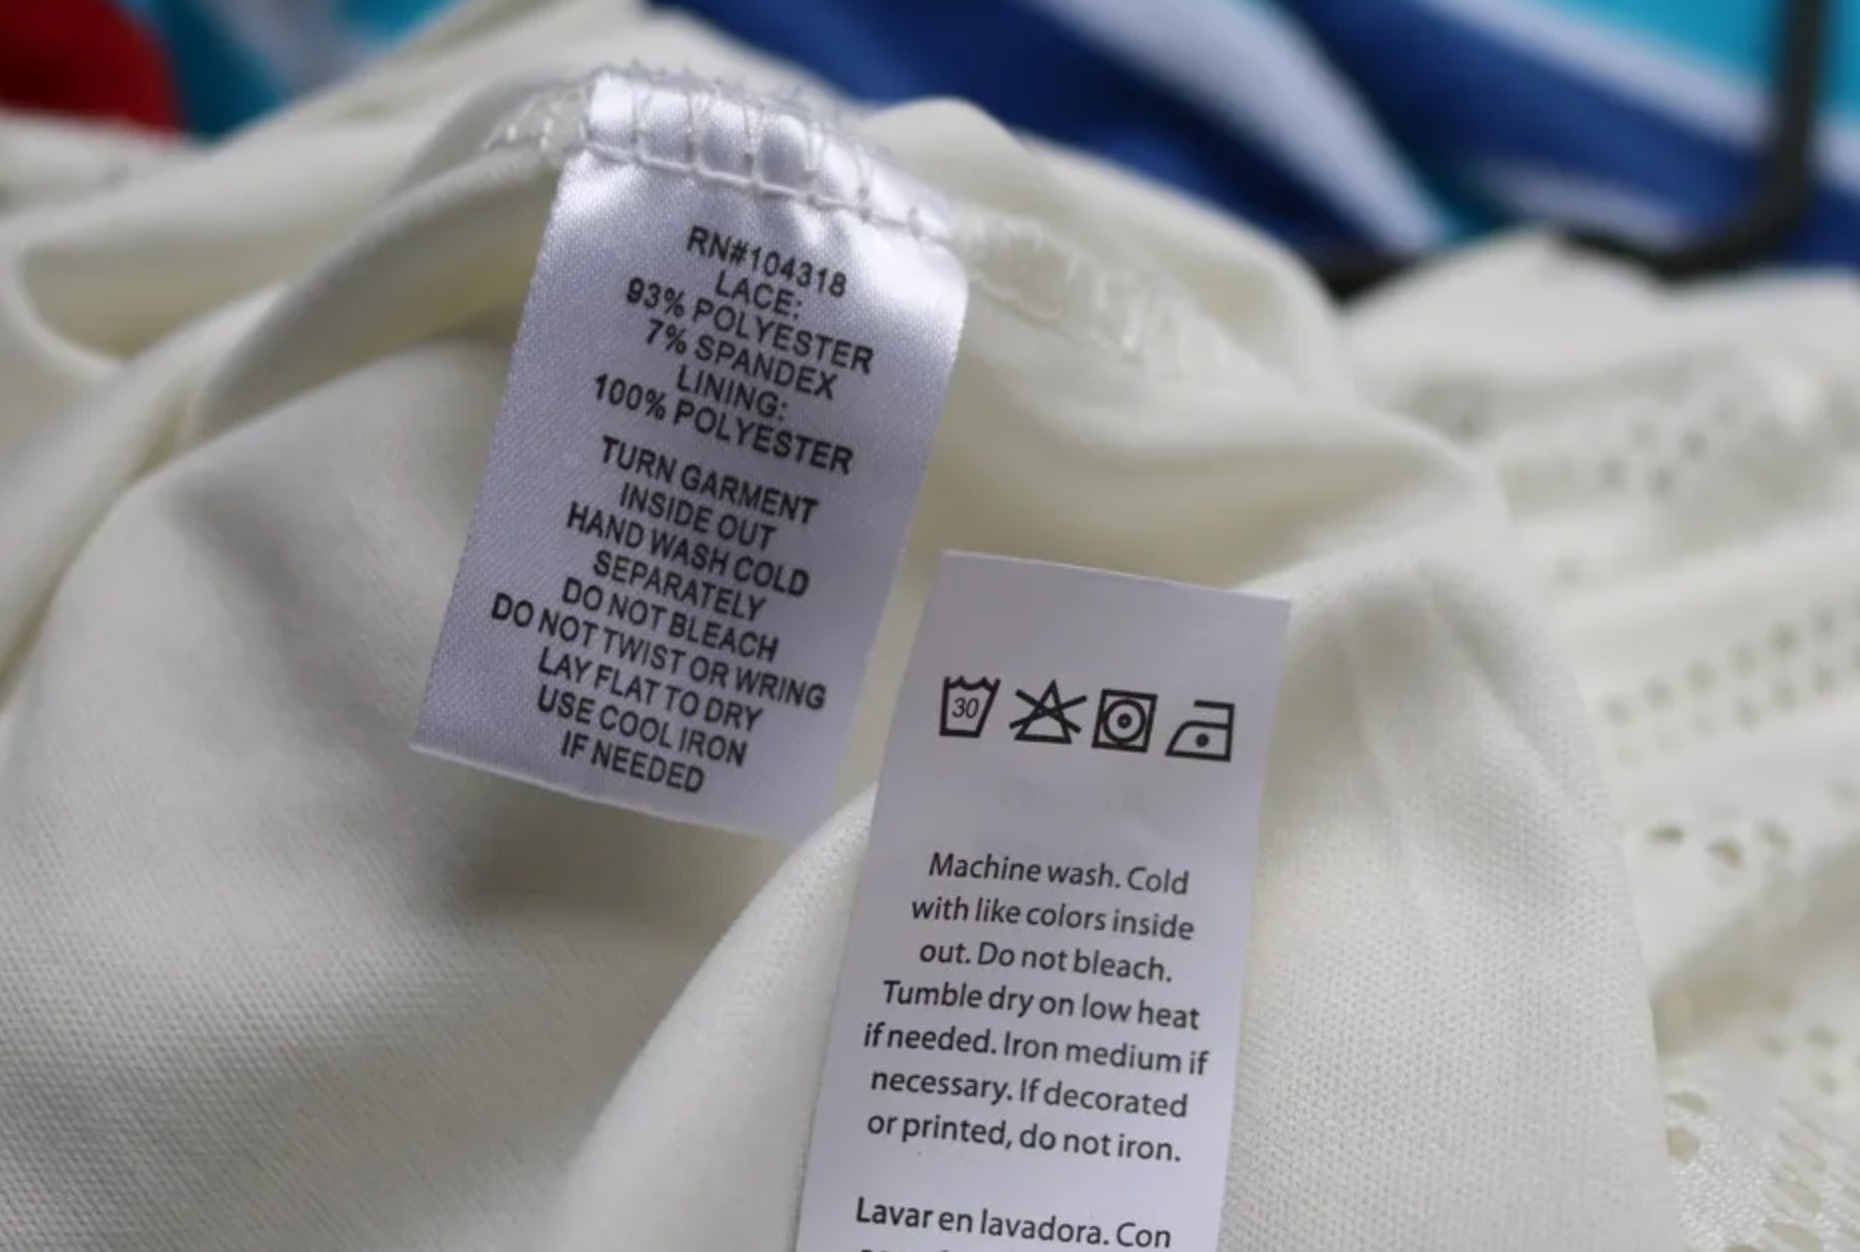 RN#104318
LACE:
93% POLYESTER
7% SPANDEX
LINING:
100% POLYESTER
TURN GARMENT
INSIDE OUT
HAND WASH COLD
SEPARATELY
DO NOT BLEACH
DO NOT TWIST OR WRING
LAY FLAT TO DRY
USE COOL IRON
IF NEEDED
30
Machine wash. Cold
with like colors inside
out. Do not bleach.
Tumble dry on low heat
if needed. Iron medium if
necessary. If decorated
or printed, do not iron.
Lavar en lavadora. Con